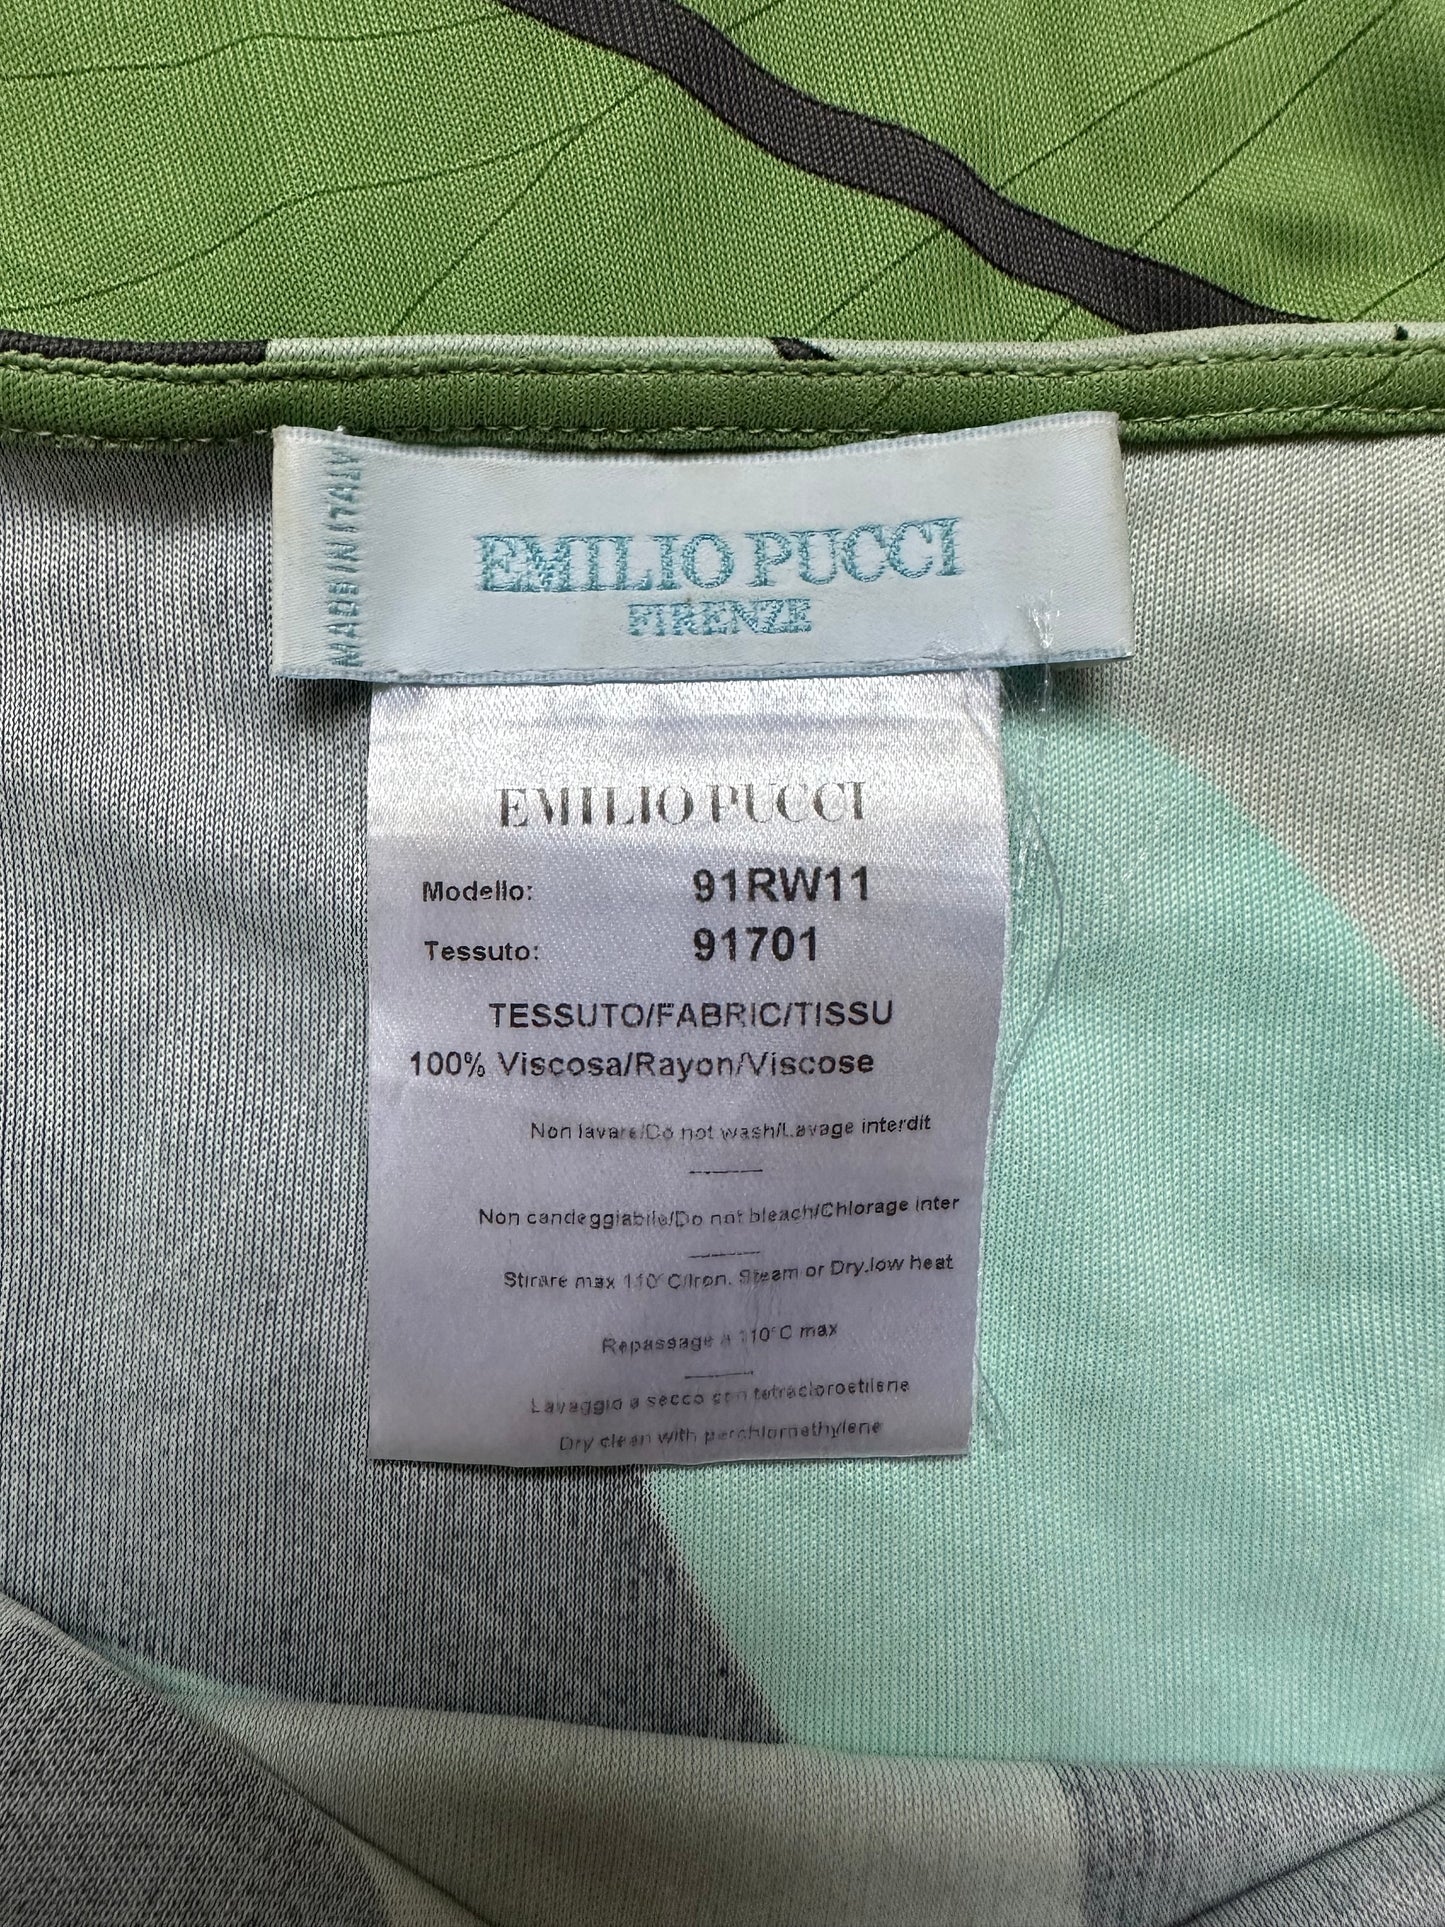 MADE IN ITALY
EMILIO PUCCI
FIRENZE
EMILIO PUCCI
Modello: 91RW11
Tessuto: 91701
TESSUTO/FABRIC/TISSU
100% Viscosa/Rayon/Viscose
Non lavare/Do not wash/Lavage interdit
Non candeggiabile/Do not bleach/Chlorage inter
Stirare max 110°C/Iron. Steam or Dry.low heat
Repassage a 110°C max
Lavaggio a secco con tetracloroetilene
Dry clean with perchlornethylene